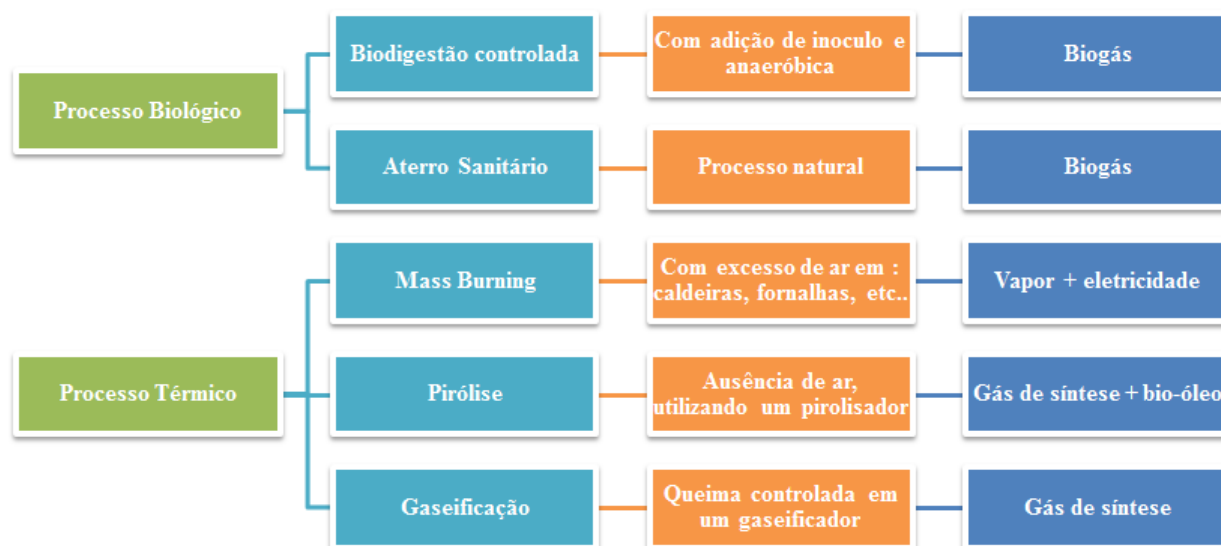 Processo Biológico
Biodigestão controlada
Com adição de inoculo e
anaeróbica
Biogás
Aterro Sanitário
Processo natural
Biogás
Processo Térmico
Mass Burning
Com excesso de ar em :
caldeiras, fornalhas, etc..
Vapor + eletricidade
Pirólise
Ausência de ar,
utilizando um pirolisador
Gás de síntese + bio-óleo
Gaseificação
Queima controlada em
um gaseificador
Gás de síntese